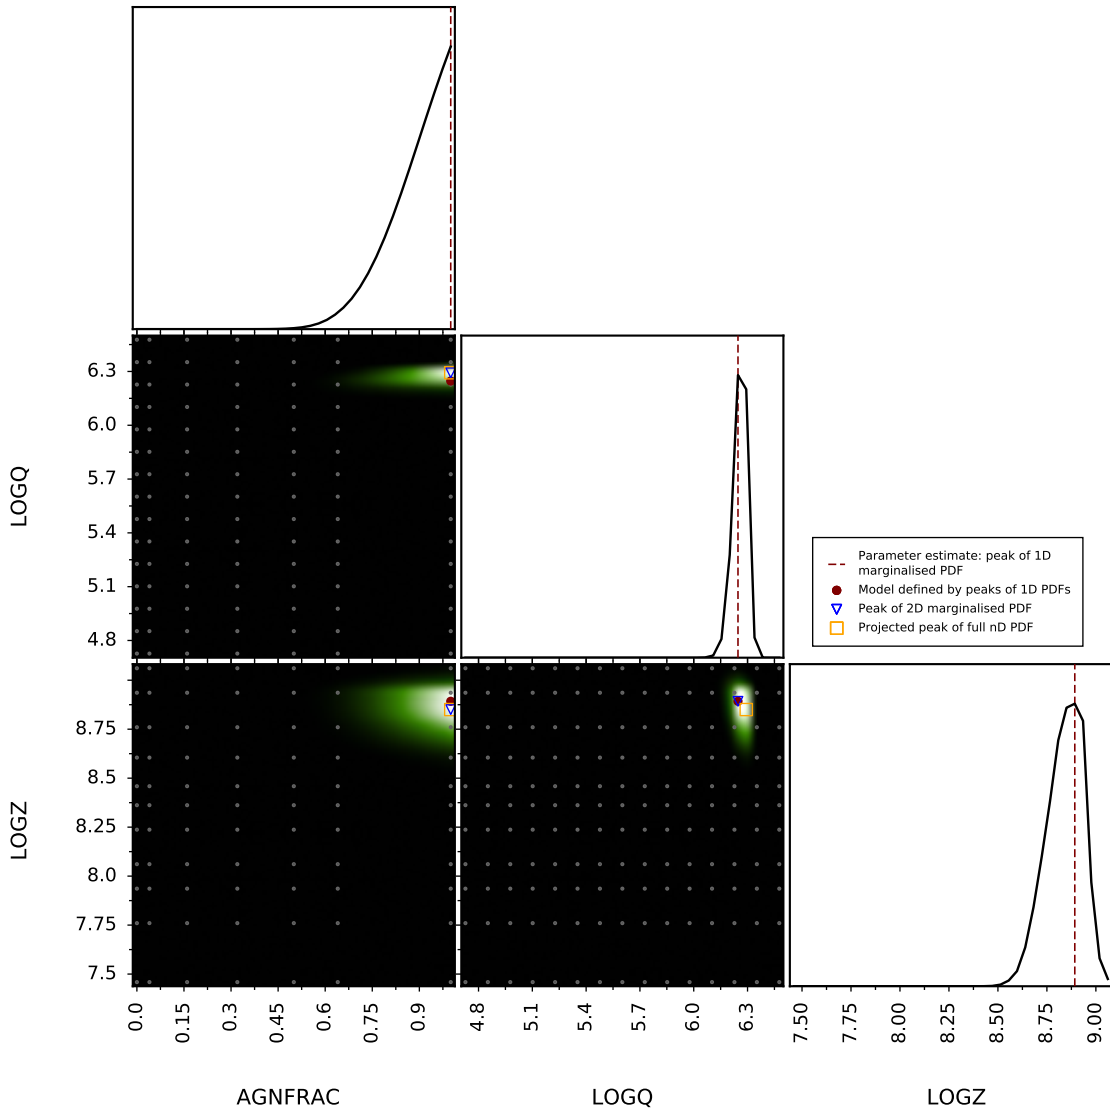 LOGQ
6.3
6.0
5.7
5.4
5.1
4.8
Parameter estimate: peak of 1D
marginalised PDF
Model defined by peaks of 1D PDFs
Peak of 2D marginalised PDF
Projected peak of full nD PDF
LOGZ
8.75
8.5
8.25
8.0
7.75
7.5
0.0 0.15 0.3 0.45 0.6 0.75 0.9
4.8 5.1 5.4 5.7 6.0 6.3
7.50 7.75 8.00 8.25 8.50 8.75 9.00
AGNFRAC LOGQ LOGZ